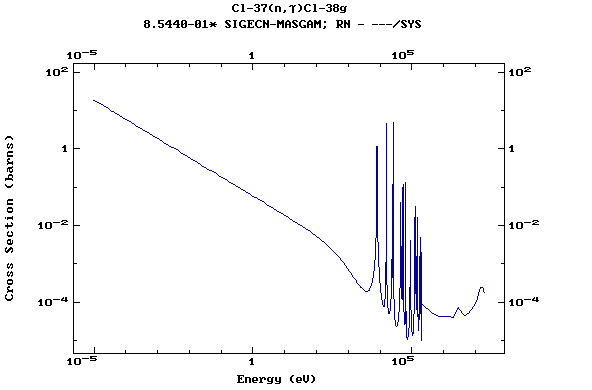 Cl-37(n,γ)Cl-38g
8.5440-01* SIGECN-MASGAM; RN - ---/SYS
10⁻⁵ 1 10⁵
10² 10²
1 1
10⁻² 10⁻²
10⁻⁴ 10⁻⁴
10⁻⁵ 1 10⁵
Cross Section (barns)
Energy (eV)